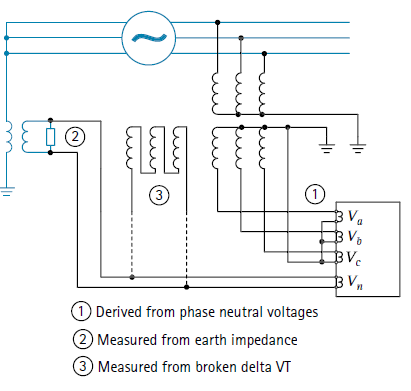 2
3
1
Va
Vb
Vc
Vn
1 Derived from phase neutral voltages
2 Measured from earth impedance
3 Measured from broken delta VT